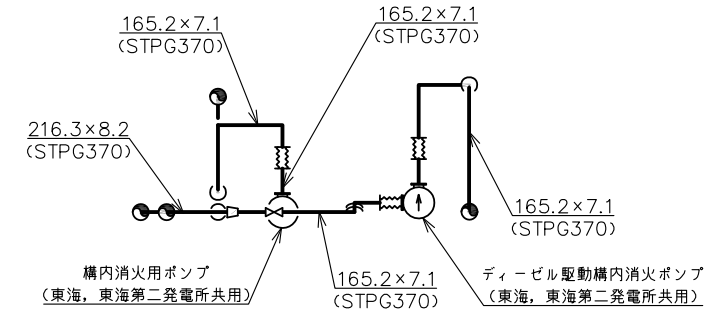 165.2×7.1
(STPG370)
165.2×7.1
(STPG370)
216.3×8.2
(STPG370)
165.2×7.1
(STPG370)
構内消火用ポンプ
(東海，東海第二発電所共用)
165.2×7.1
(STPG370)
ディーゼル駆動構内消火ポンプ
(東海，東海第二発電所共用)